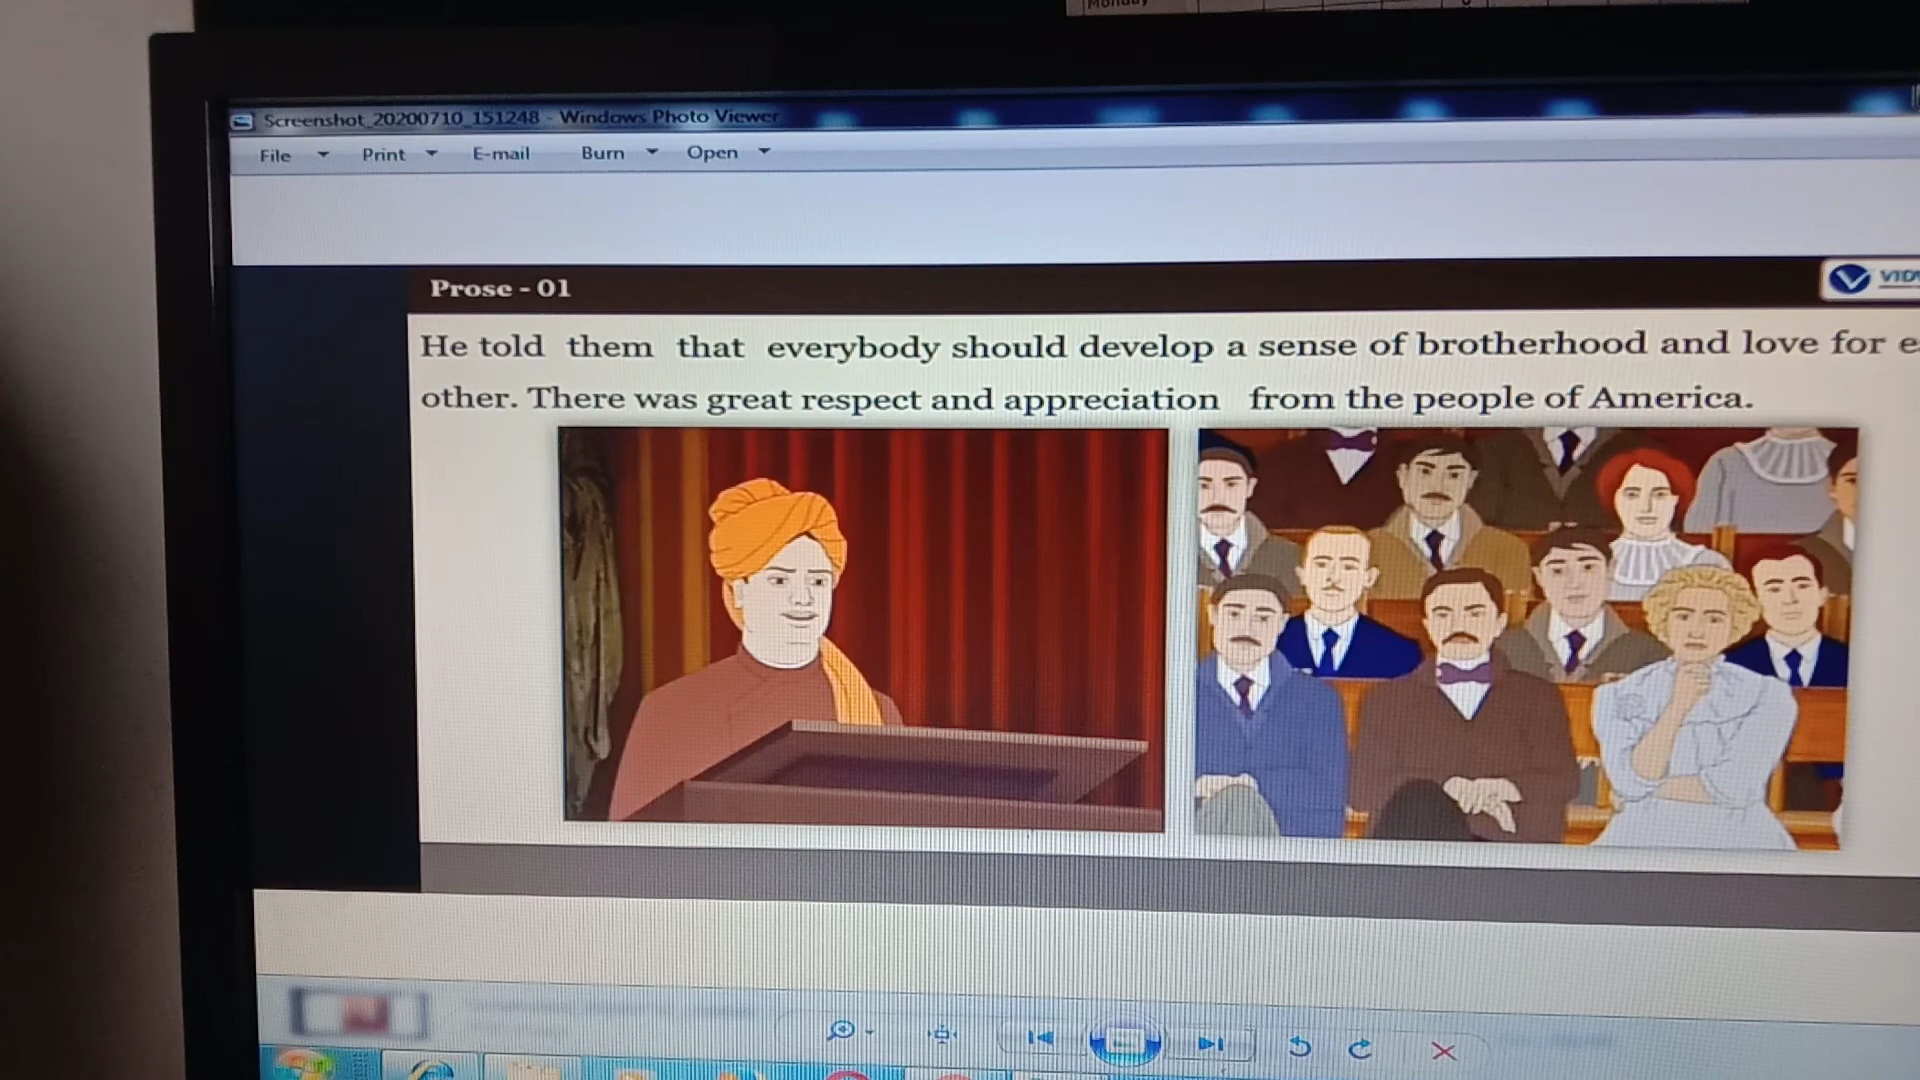 Monday
Screenshot_20200710_151248 - Windows Photo Viewer
File Print E-mail Burn Open
Prose - 01
He told them that everybody should develop a sense of brotherhood and love for
other. There was great respect and appreciation from the people of America.